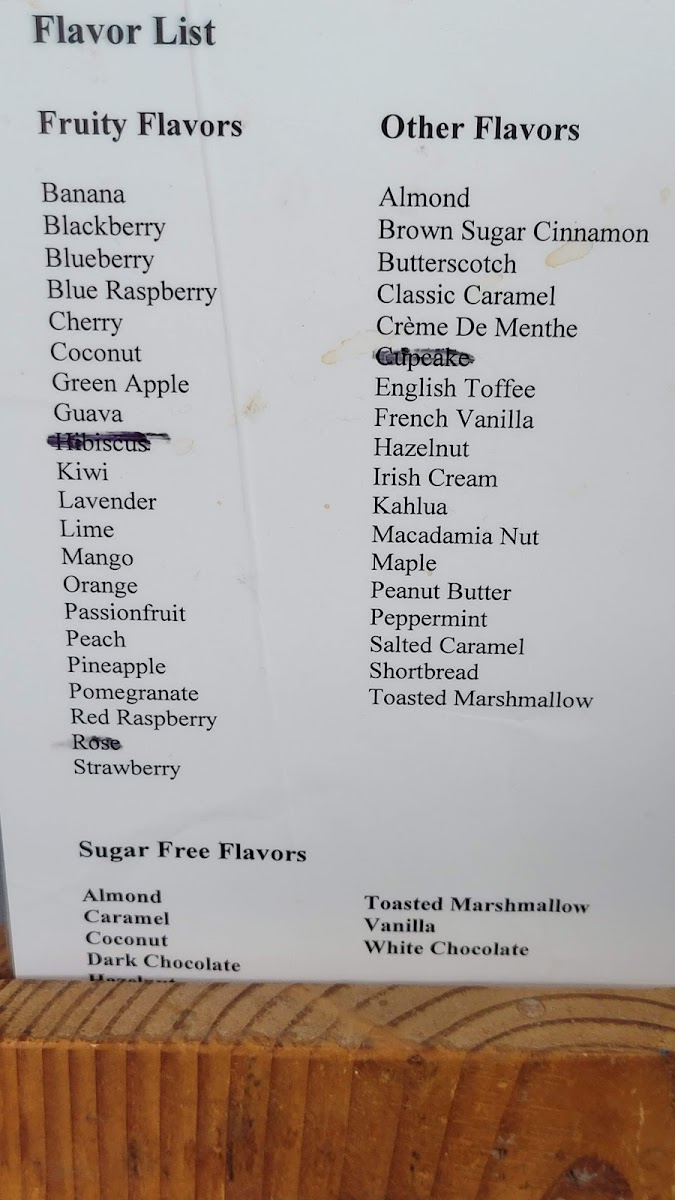 Flavor List
Fruity Flavors
Banana
Blackberry
Blueberry
Blue Raspberry
Cherry
Coconut
Green Apple
Guava
Hibiscus
Kiwi
Lavender
Lime
Mango
Orange
Passionfruit
Peach
Pineapple
Pomegranate
Red Raspberry
Rose
Strawberry
Other Flavors
Almond
Brown Sugar Cinnamon
Butterscotch
Classic Caramel
Crème De Menthe
Cupcake
English Toffee
French Vanilla
Hazelnut
Irish Cream
Kahlua
Macadamia Nut
Maple
Peanut Butter
Peppermint
Salted Caramel
Shortbread
Toasted Marshmallow
Sugar Free Flavors
Almond
Caramel
Coconut
Dark Chocolate
Hazelnut
Toasted Marshmallow
Vanilla
White Chocolate